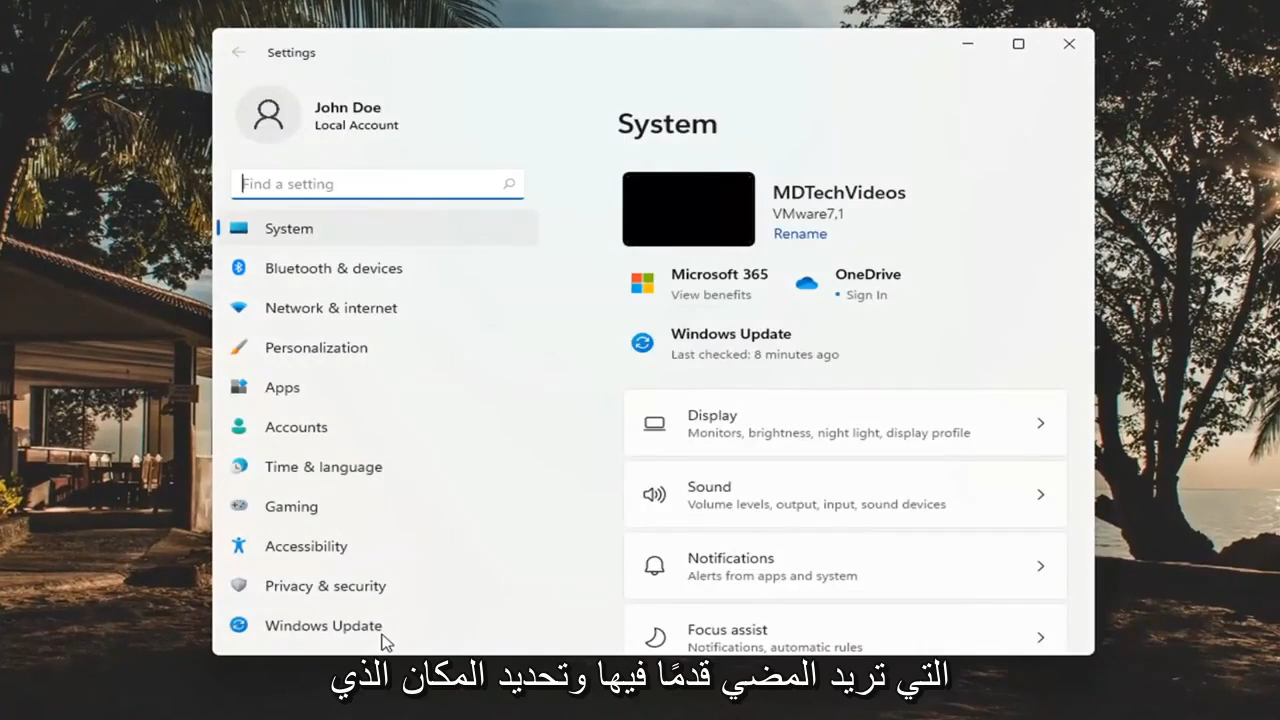 Settings
John Doe
Local Account
Find a setting
System
Bluetooth & devices
Network & internet
Personalization
Apps
Accounts
Time & language
Gaming
Accessibility
Privacy & security
Windows Update
System
MDTechVideos
VMware7,1
Rename
Microsoft 365
View benefits
OneDrive
• Sign In
Windows Update
Last checked: 8 minutes ago
Display
Monitors, brightness, night light, display profile
Sound
Volume levels, output, input, sound devices
Notifications
Alerts from apps and system
Focus assist
Notifications, automatic rules
التي تريد المضي قدمًا فيها وتحديد المكان الذي